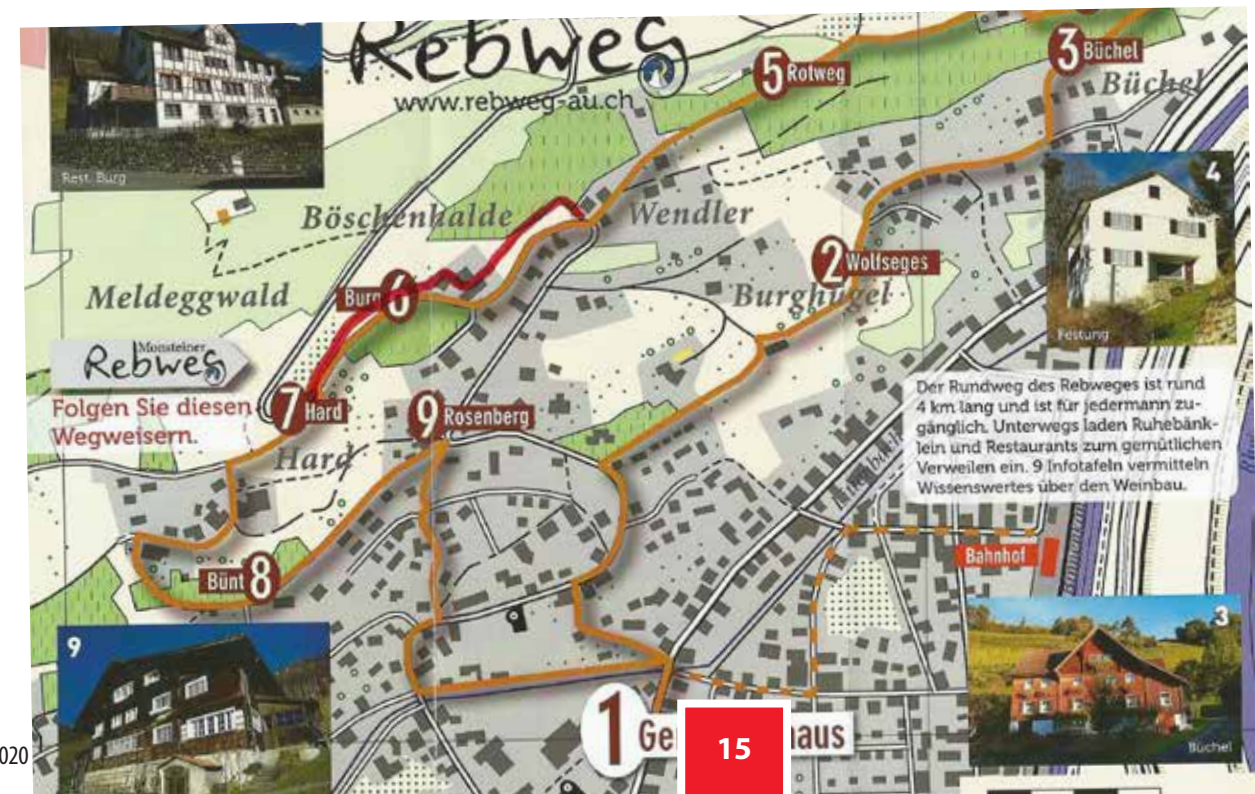 Rest. Burg
Rebweg
www.rebweg-au.ch
5 Rotweg
3 Büchel
Büchel
4
Festung
Böschenhalde
Wendler
2 Wolfseges
Burghügel
Burg 6
Meldeggwald
Monsteiner
Rebweg
Folgen Sie diesen
Wegweisern.
7 Hard
Hard
9 Rosenberg
Der Rundweg des Rebweges ist rund
4 km lang und ist für jedermann zu-
gänglich. Unterwegs laden Ruhebänk-
lein und Restaurants zum gemütlichen
Verweilen ein. 9 Infotafeln vermitteln
Wissenswertes über den Weinbau.
Bünt 8
Bahnhof
9
3
Büchel
1
15
020